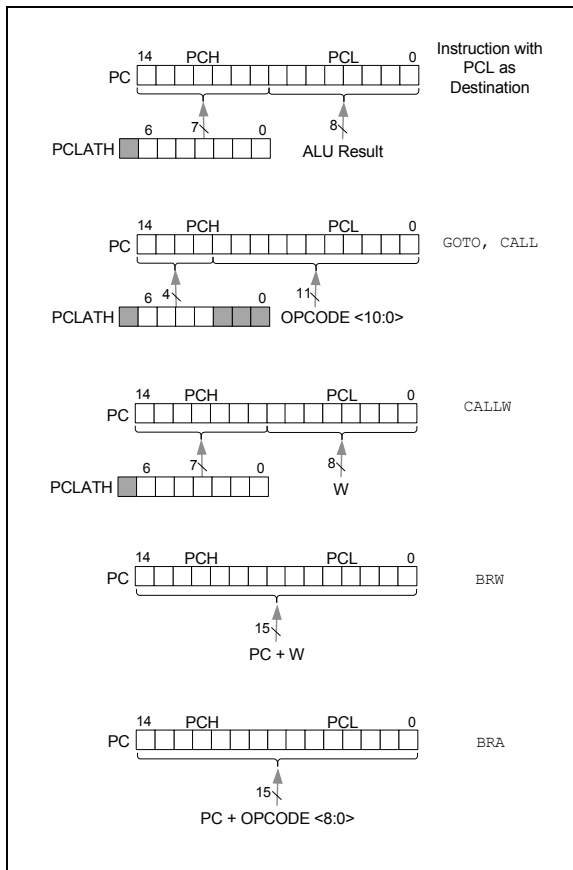 14 PCH PCL 0 Instruction with
PC PCL as
Destination
6 7 0 8
PCLATH ALU Result
14 PCH PCL 0
PC GOTO, CALL
6 4 0 11
PCLATH OPCODE <10:0>
14 PCH PCL 0
PC CALLW
6 7 0 8
PCLATH W
14 PCH PCL 0
PC BRW
15
PC + W
14 PCH PCL 0
PC BRA
15
PC + OPCODE <8:0>